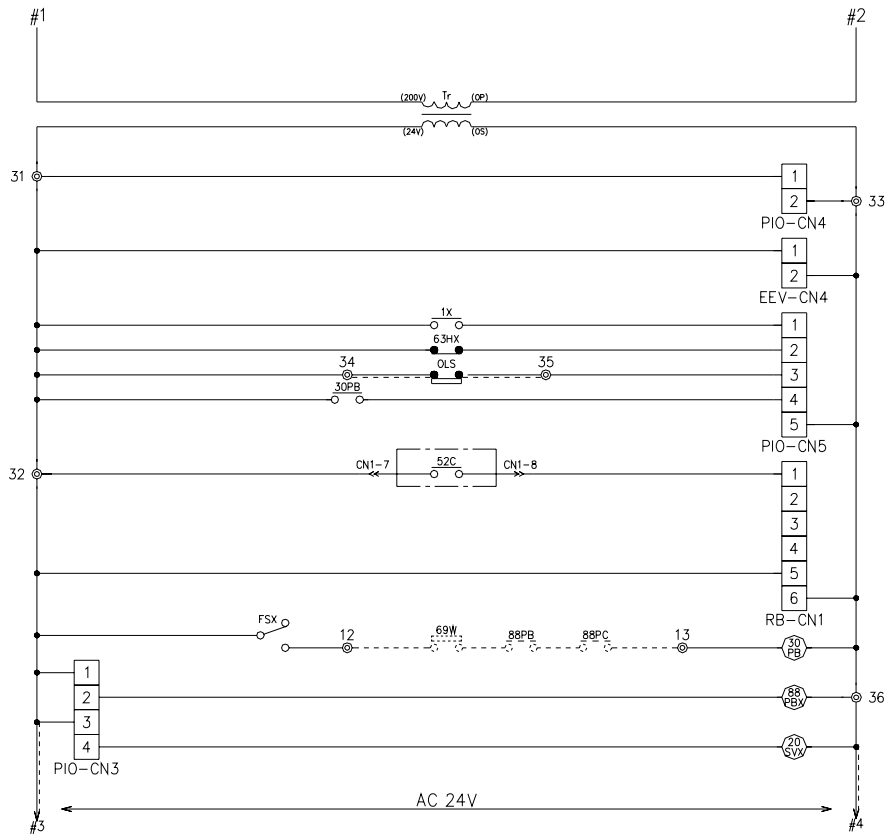 #1
#2
(200V) Tr (0P)
(24V) (0S)
31
1
2
33
PIO-CN4
1
2
EEV-CN4
1X
1
63HX
2
34
OLS
35
3
30PB
4
5
PIO-CN5
32
CN1-7
52C
CN1-8
1
2
3
4
5
6
RB-CN1
FSX
12
69W
88PB
88PC
13
30
PB
1
2
88
PBX
36
3
4
20
SVX
PIO-CN3
AC 24V
#3
#4